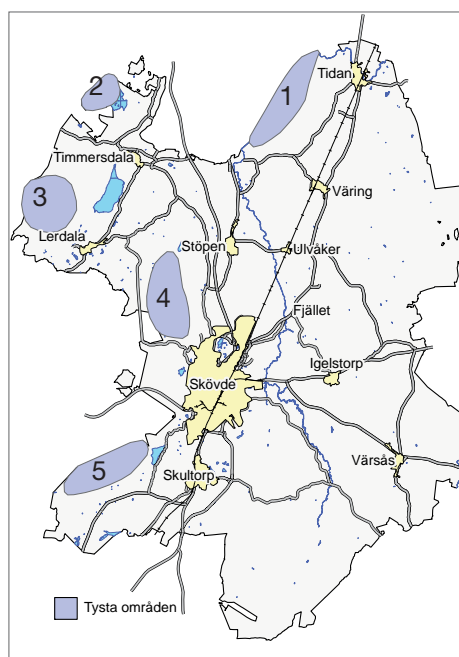 Tidan
2
1
Timmersdala
3
Väring
Lerdala
Stöpen
Ulvåker
4
Fjället
Igelstorp
Skövde
Värsås
5
Skultorp
Tysta områden